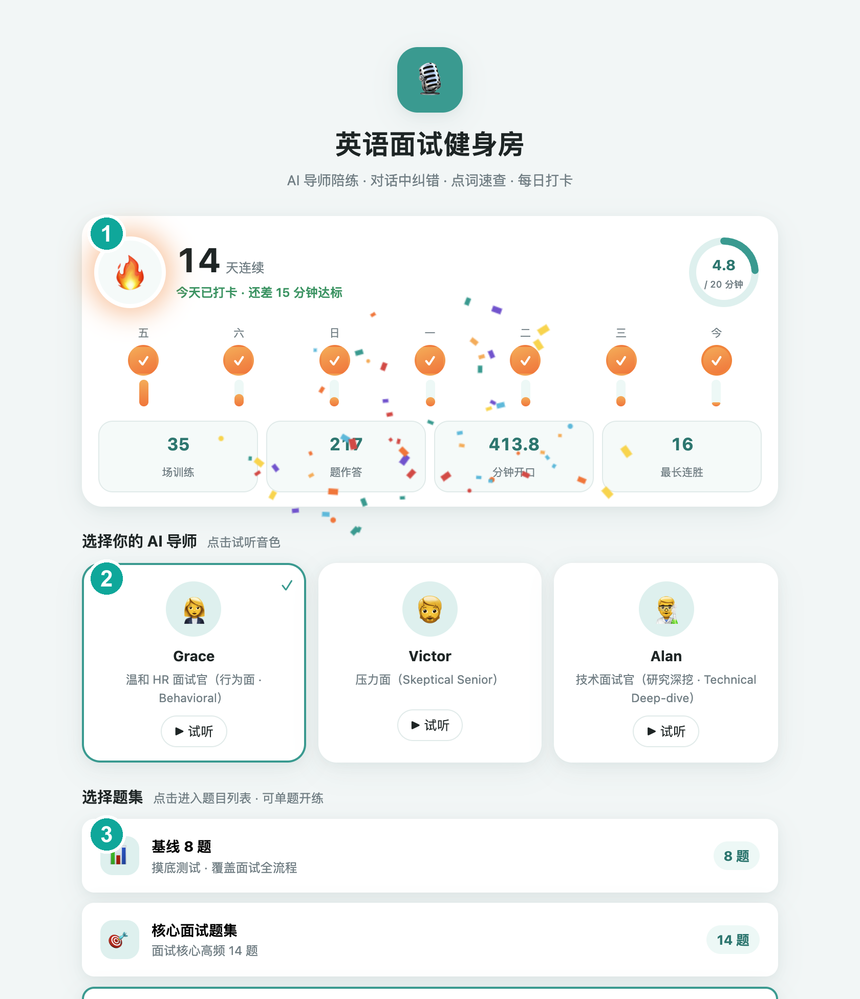 英语面试健身房
AI 导师陪练 · 对话中纠错 · 点词速查 · 每日打卡
1
14 天连续
今天已打卡 · 还差 15 分钟达标
4.8
/ 20 分钟
五 六 日 一 二 三 今
35 217 413.8 16
场训练 题作答 分钟开口 最长连胜
选择你的 AI 导师 点击试听音色
2
Grace
温和 HR 面试官（行为面 ·
Behavioral）
▶ 试听
Victor
压力面（Skeptical Senior）
▶ 试听
Alan
技术面试官（研究深挖 · Technical
Deep-dive）
▶ 试听
选择题集 点击进入题目列表 · 可单题开练
3
基线 8 题
摸底测试 · 覆盖面试全流程
8 题
核心面试题集
面试核心高频 14 题
14 题